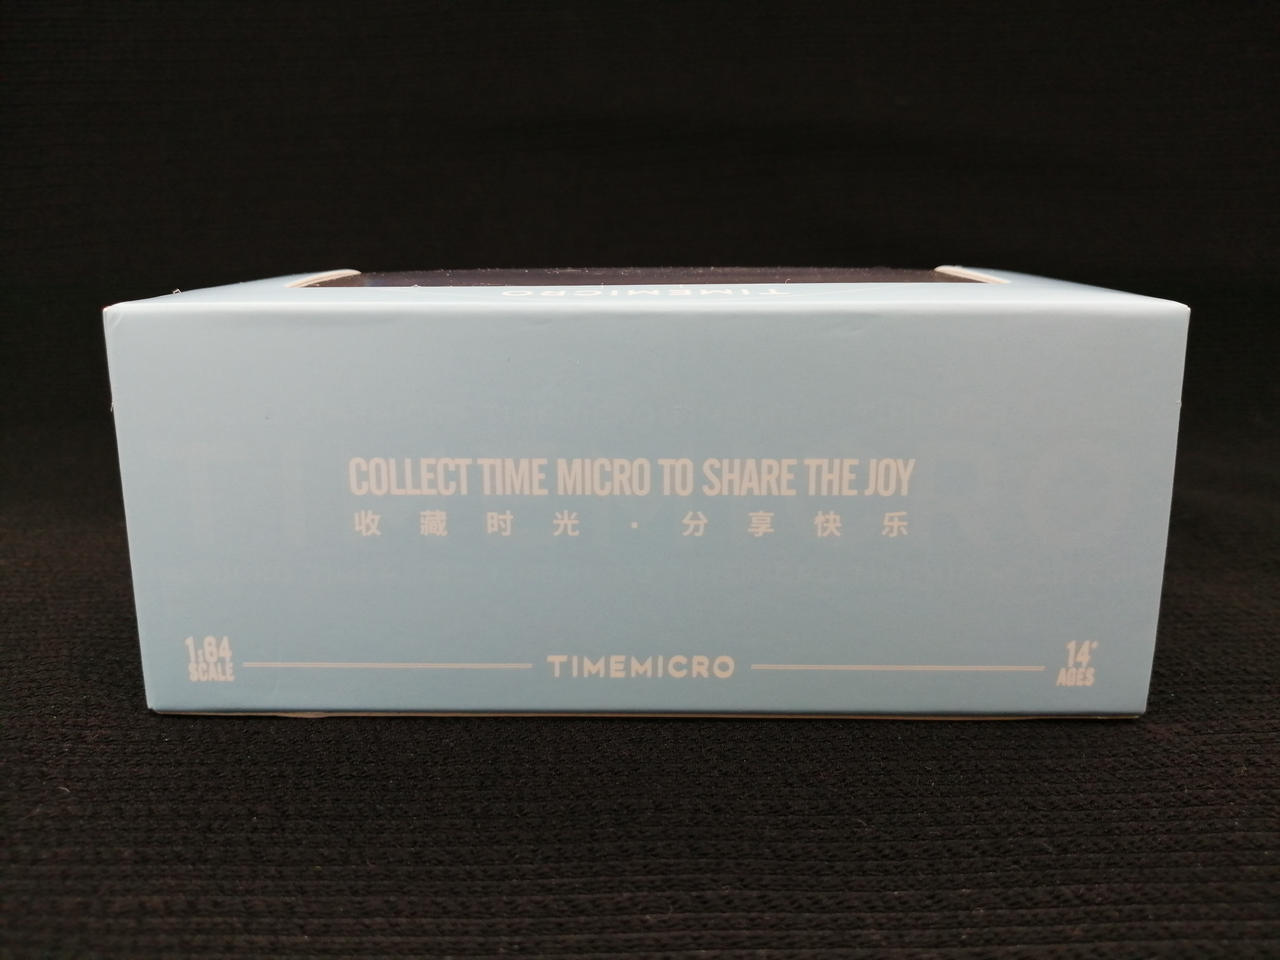 TIMEMICRO
COLLECT TIME MICRO TO SHARE THE JOY
收藏时光·分享快乐
1:64
SCALE
TIMEMICRO
14+
AGES